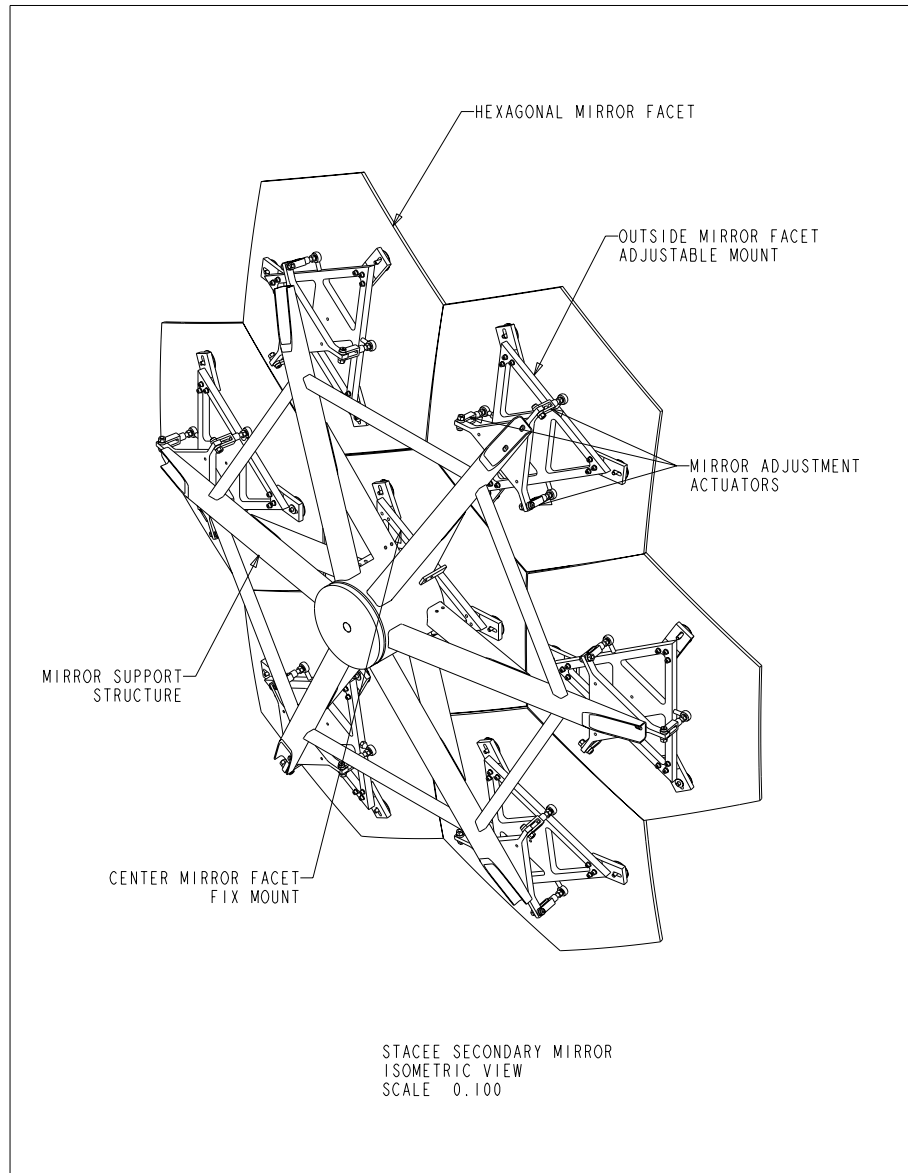 HEXAGONAL MIRROR FACET
OUTSIDE MIRROR FACET
ADJUSTABLE MOUNT
MIRROR ADJUSTMENT
ACTUATORS
MIRROR SUPPORT
STRUCTURE
CENTER MIRROR FACET
FIX MOUNT
STACEE SECONDARY MIRROR
ISOMETRIC VIEW
SCALE 0.100